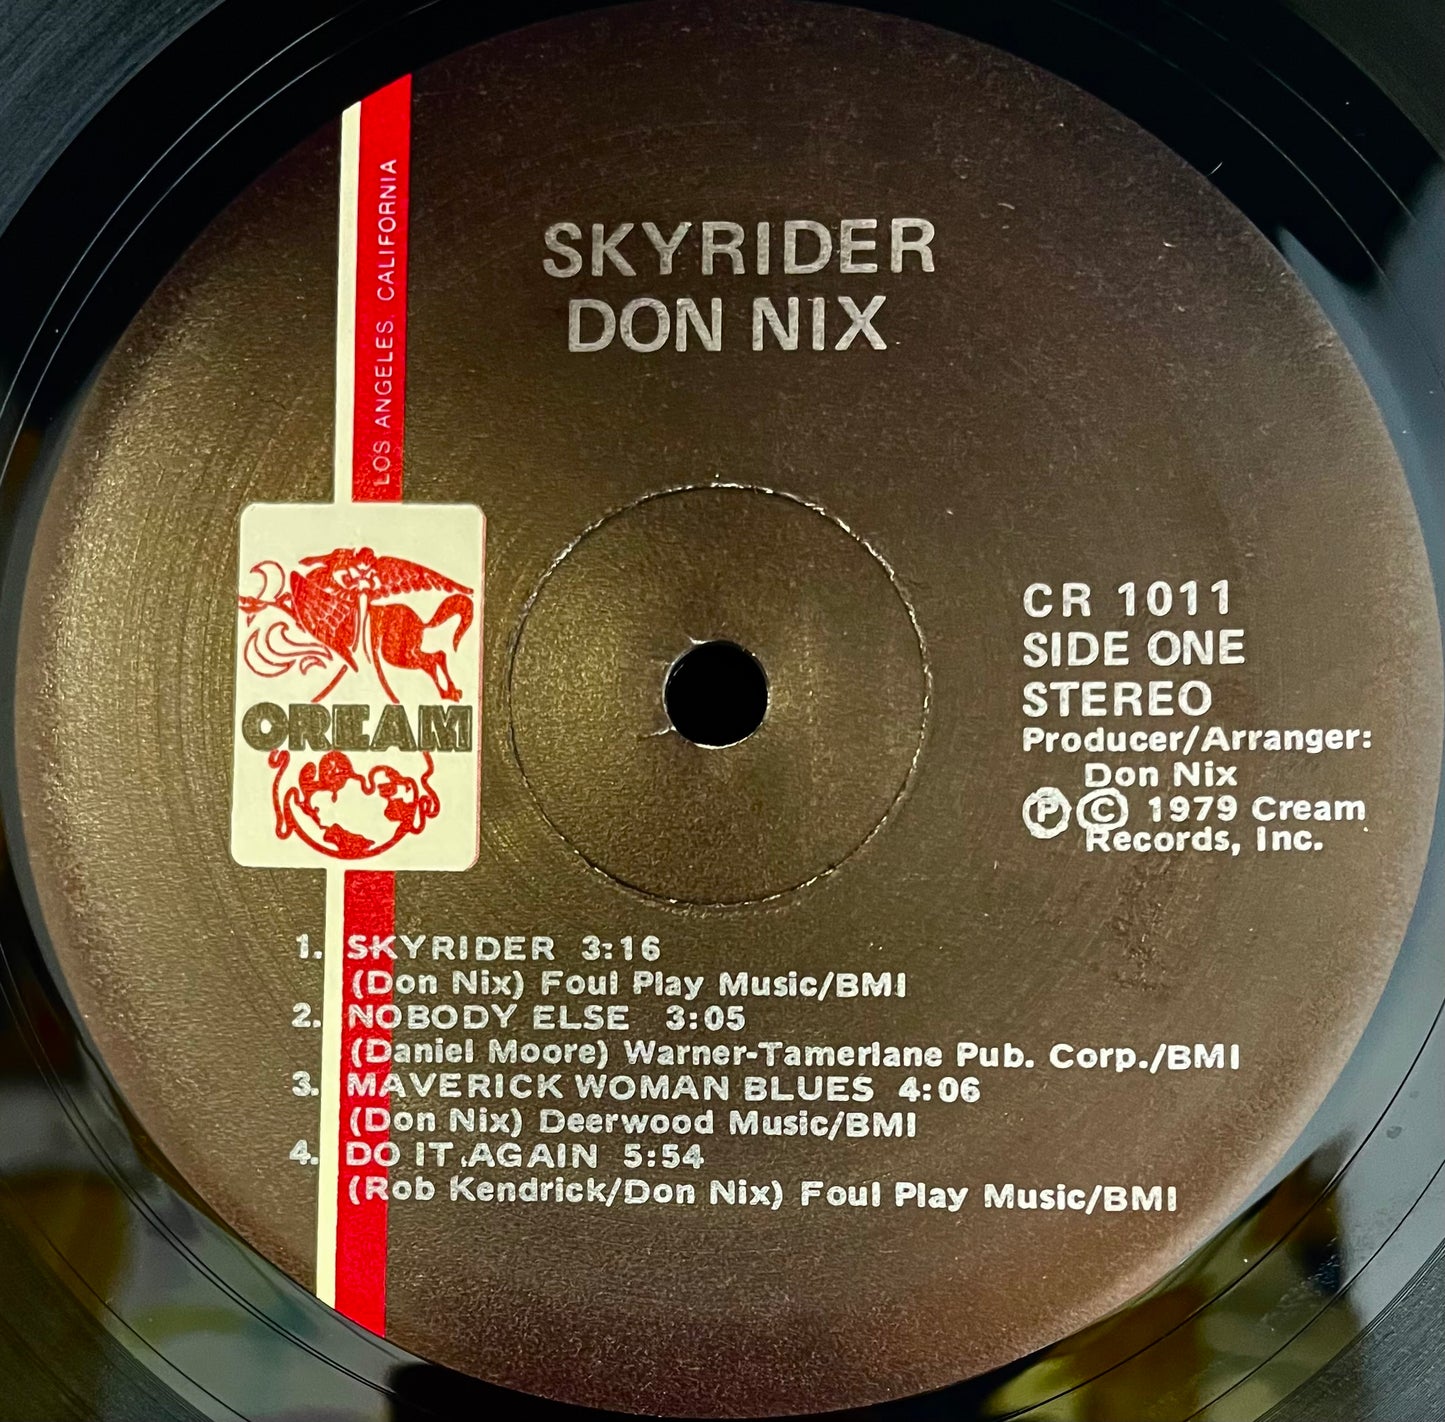 SKYRIDER
DON NIX
LOS ANGELES, CALIFORNIA
CREAM
CR 1011
SIDE ONE
STEREO
Producer/Arranger:
Don Nix
Ⓟ © 1979 Cream
Records, Inc.
1. SKYRIDER 3:16
(Don Nix) Foul Play Music/BMI
2. NOBODY ELSE 3:05
(Daniel Moore) Warner-Tamerlane Pub. Corp./BMI
3. MAVERICK WOMAN BLUES 4:06
(Don Nix) Deerwood Music/BMI
4. DO IT AGAIN 5:54
(Rob Kendrick/Don Nix) Foul Play Music/BMI